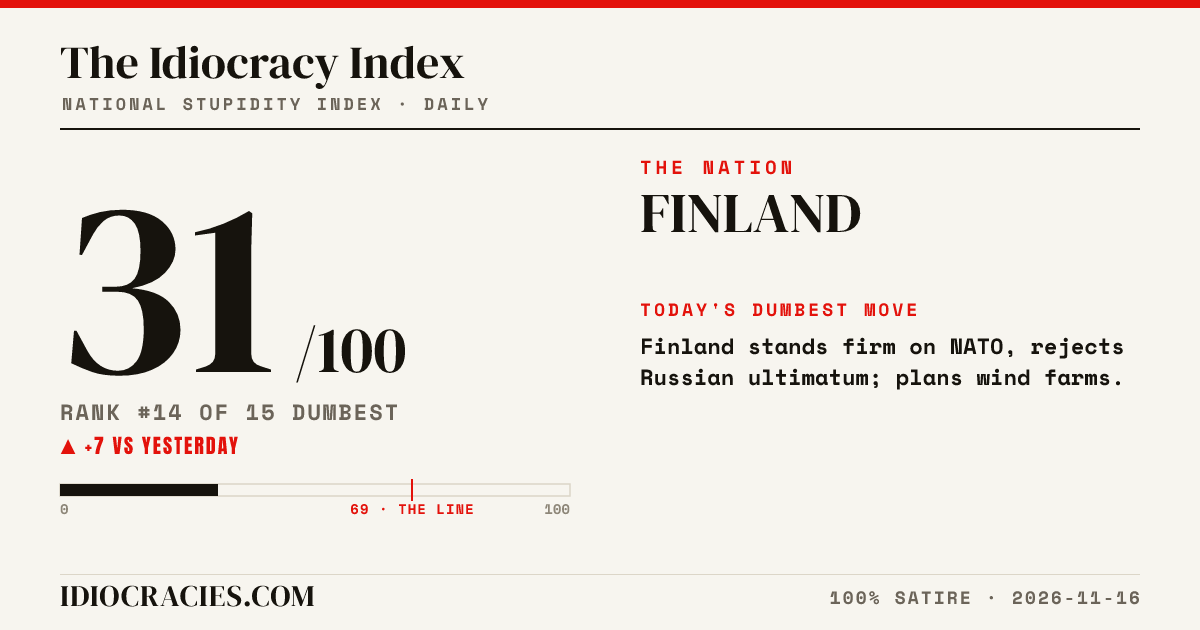 The Idiocracy Index
NATIONAL STUPIDITY INDEX · DAILY
31 /100
RANK #14 OF 15 DUMBEST
▲ +7 VS YESTERDAY
0
69 · THE LINE
100
THE NATION
FINLAND
TODAY'S DUMBEST MOVE
Finland stands firm on NATO, rejects
Russian ultimatum; plans wind farms.
IDIOCRACIES.COM
100% SATIRE · 2026-11-16